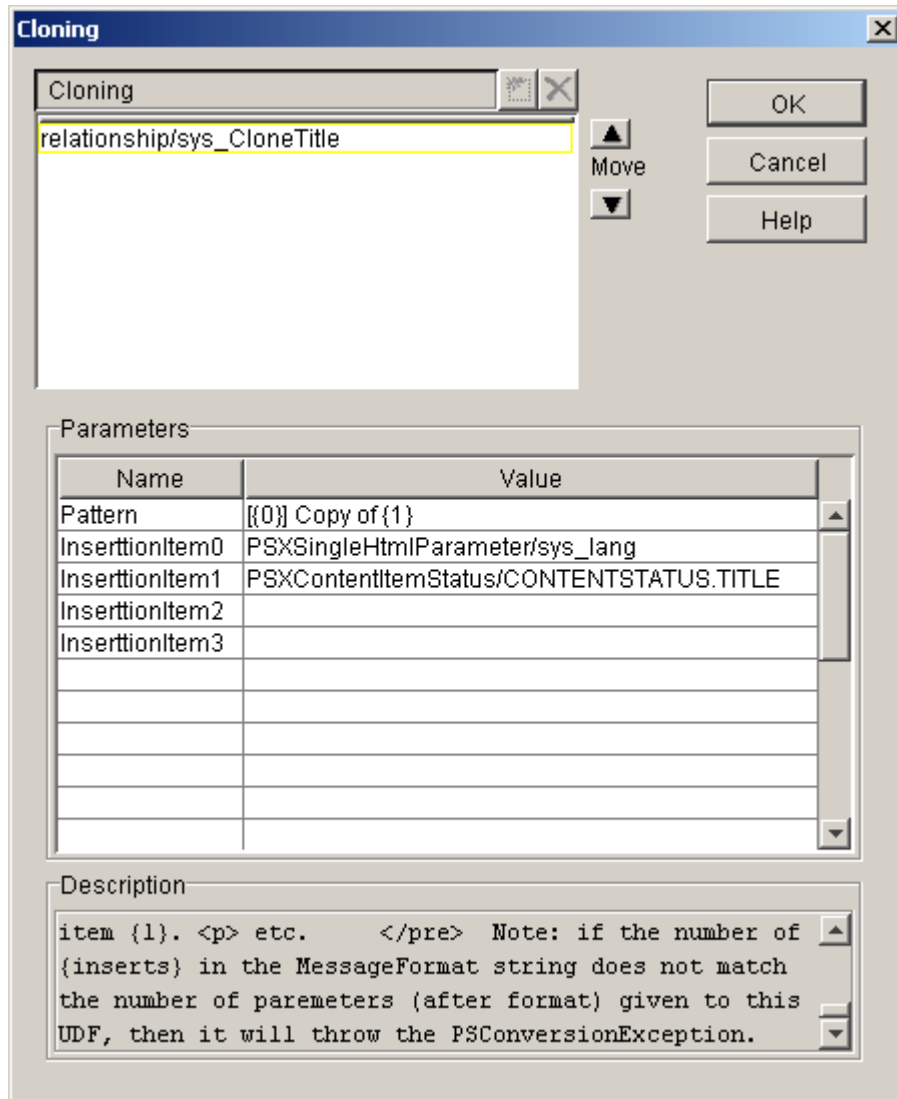 Cloning
Cloning
OK
relationship/sys_CloneTitle
Move
Cancel
Help
Parameters
Name Value
Pattern [{0}] Copy of {1}
InserttionItem0 PSXSingleHtmlParameter/sys_lang
InserttionItem1 PSXContentItemStatus/CONTENTSTATUS.TITLE
InserttionItem2
InserttionItem3
Description
item {1}. <p> etc. </pre> Note: if the number of
{inserts} in the MessageFormat string does not match
the number of paremeters (after format) given to this
UDF, then it will throw the PSConversionException.